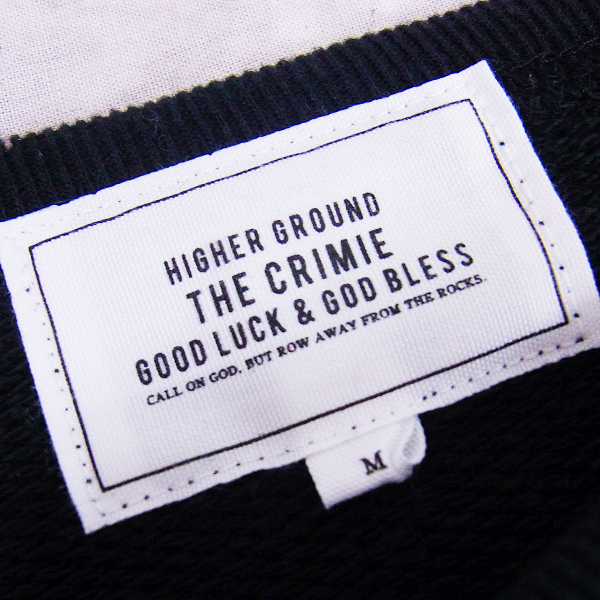 HIGHER GROUND
THE CRIMIE
GOOD LUCK & GOD BLESS
CALL ON GOD, BUT ROW AWAY FROM THE ROCKS.
M